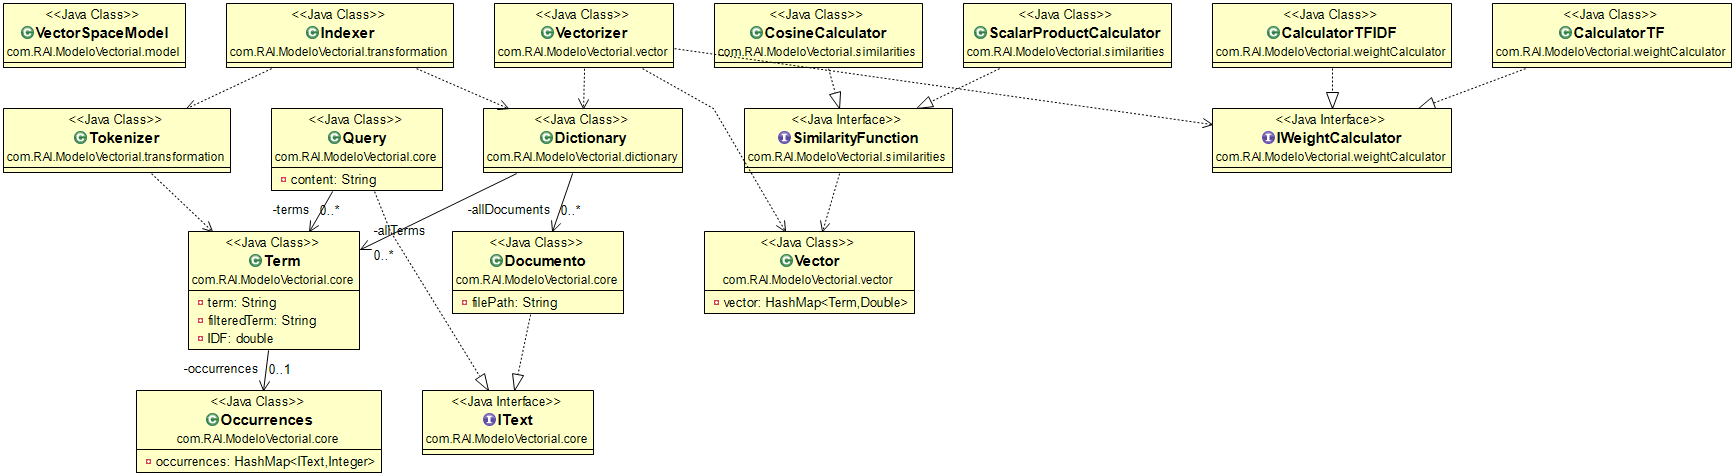 <<Java Class>>
VectorSpaceModel
com.RAI.ModeloVectorial.model
<<Java Class>>
Indexer
com.RAI.ModeloVectorial.transformation
<<Java Class>>
Vectorizer
com.RAI.ModeloVectorial.vector
<<Java Class>>
CosineCalculator
com.RAI.ModeloVectorial.similarities
<<Java Class>>
ScalarProductCalculator
com.RAI.ModeloVectorial.similarities
<<Java Class>>
CalculatorTFIDF
com.RAI.ModeloVectorial.weightCalculator
<<Java Class>>
CalculatorTF
com.RAI.ModeloVectorial.weightCalculator
<<Java Class>>
Tokenizer
com.RAI.ModeloVectorial.transformation
<<Java Class>>
Query
com.RAI.ModeloVectorial.core
content: String
<<Java Class>>
Dictionary
com.RAI.ModeloVectorial.dictionary
<<Java Interface>>
SimilarityFunction
com.RAI.ModeloVectorial.similarities
<<Java Interface>>
IWeightCalculator
com.RAI.ModeloVectorial.weightCalculator
-terms 0..*
-allTerms
0..*
-allDocuments 0..*
<<Java Class>>
Term
com.RAI.ModeloVectorial.core
term: String
filteredTerm: String
IDF: double
<<Java Class>>
Documento
com.RAI.ModeloVectorial.core
filePath: String
<<Java Class>>
Vector
com.RAI.ModeloVectorial.vector
vector: HashMap<Term,Double>
-occurrences 0..1
<<Java Class>>
Occurrences
com.RAI.ModeloVectorial.core
occurrences: HashMap<IText,Integer>
<<Java Interface>>
IText
com.RAI.ModeloVectorial.core